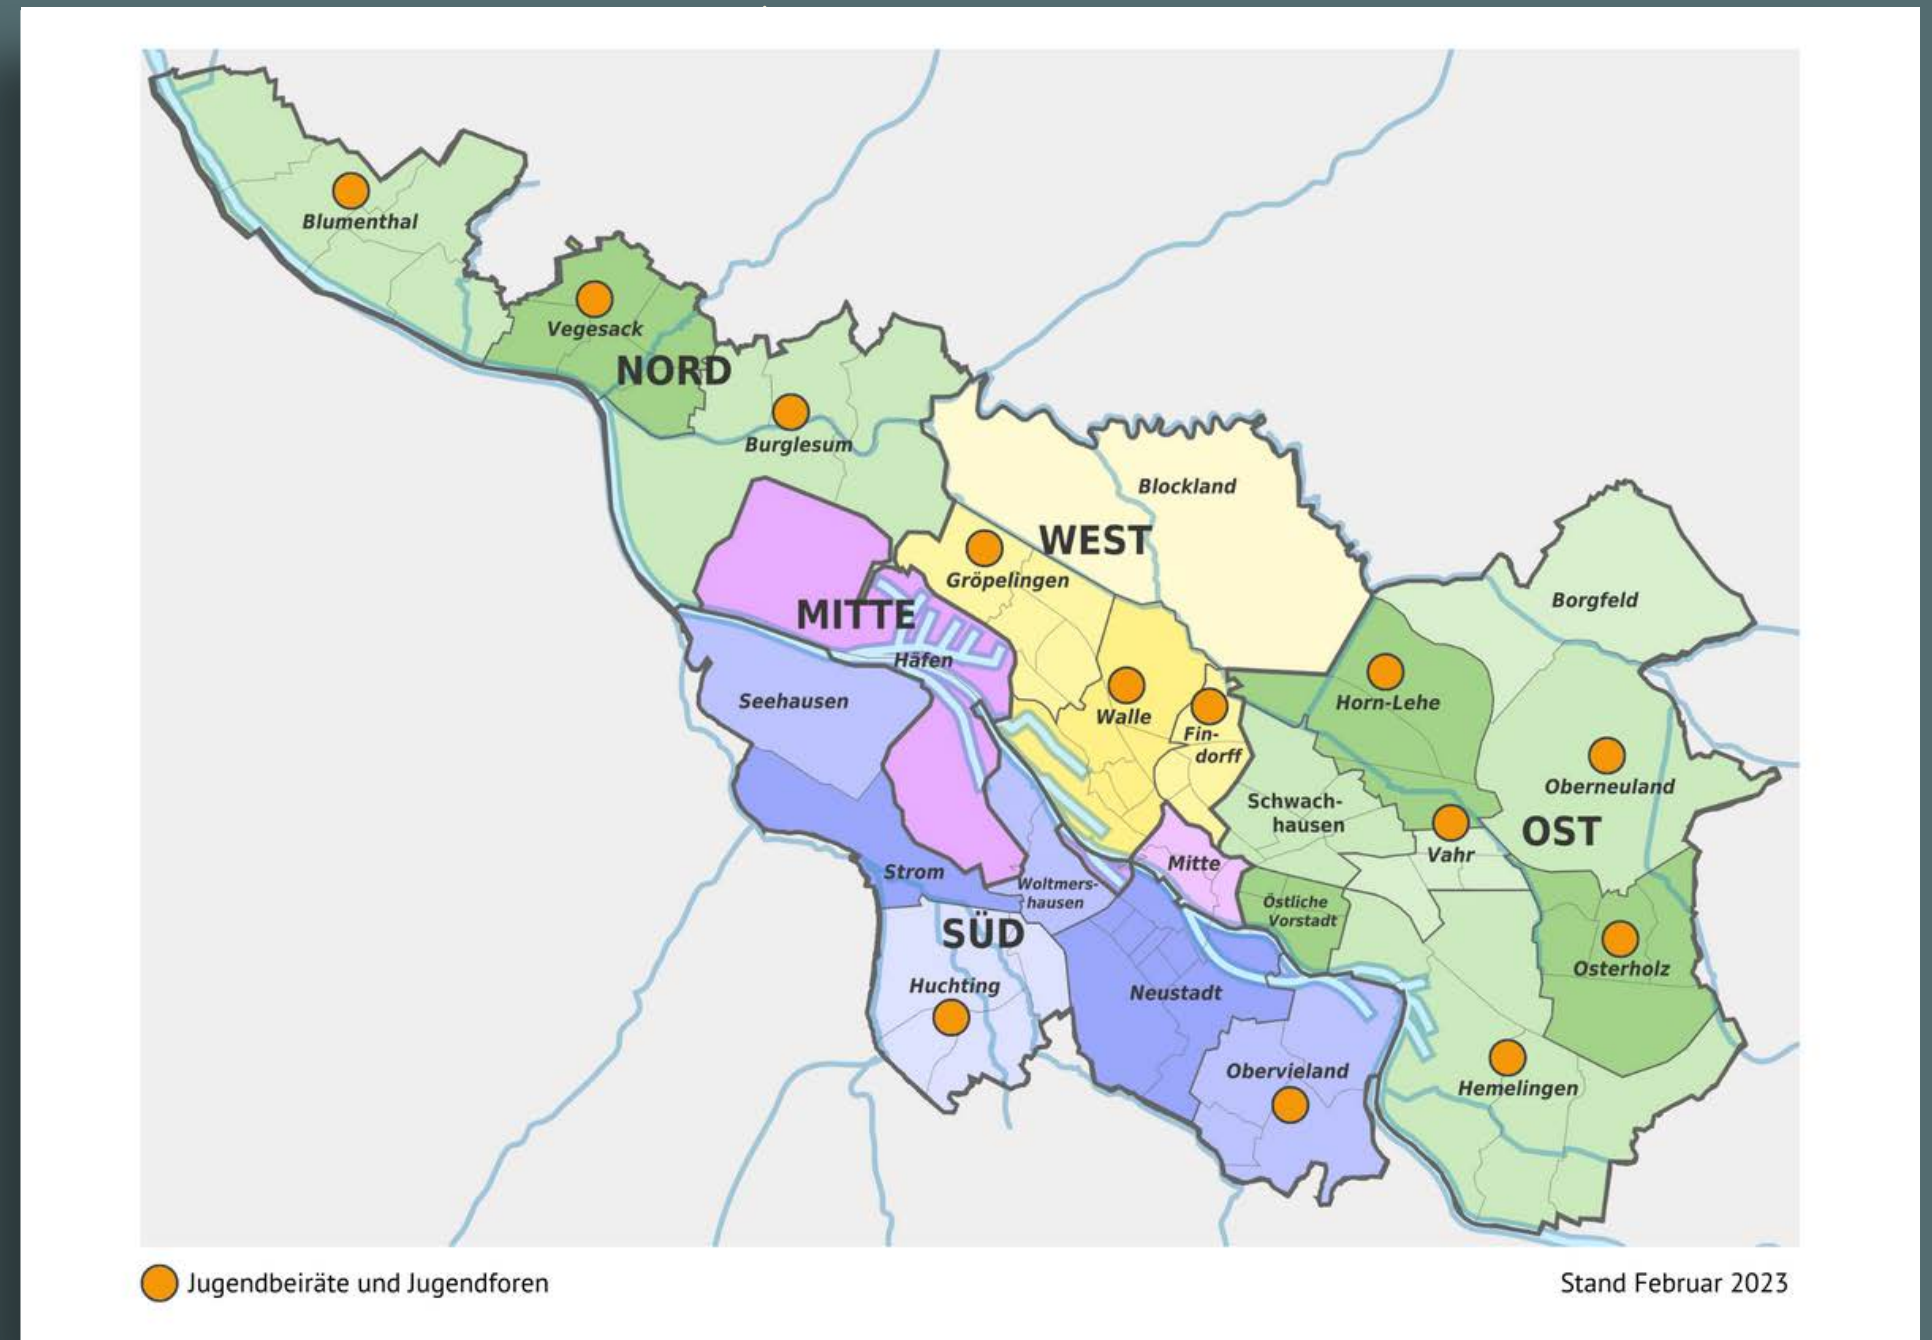 Blumenthal
Vegesack
NORD
Burglesum
Blockland
WEST
Gröpelingen
Borgfeld
MITTE
Häfen
Seehausen
Walle
Fin-
dorff
Horn-Lehe
Oberneuland
Schwach-
hausen
OST
Vahr
Mitte
Strom
Woltmers-
hausen
Östliche
Vorstadt
SÜD
Osterholz
Huchting
Neustadt
Obervieland
Hemelingen
Jugendbeiräte und Jugendforen
Stand Februar 2023